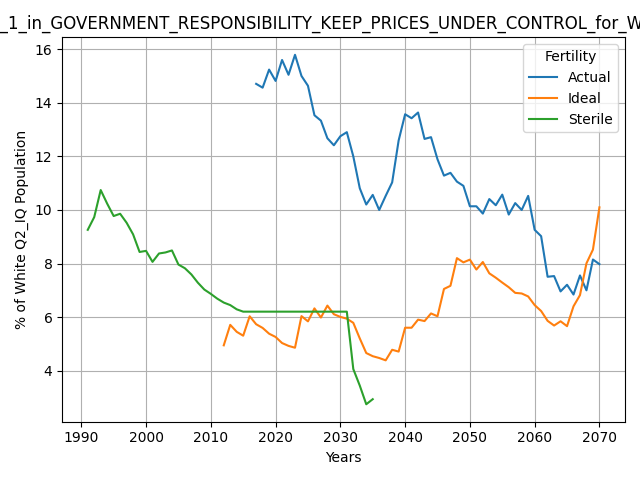 _1_in_GOVERNMENT_RESPONSIBILITY_KEEP_PRICES_UNDER_CONTROL_for_W
Fertility
Actual
Ideal
Sterile
% of White Q2_IQ Population
16
14
12
10
8
6
4
1990 2000 2010 2020 2030 2040 2050 2060 2070
Years